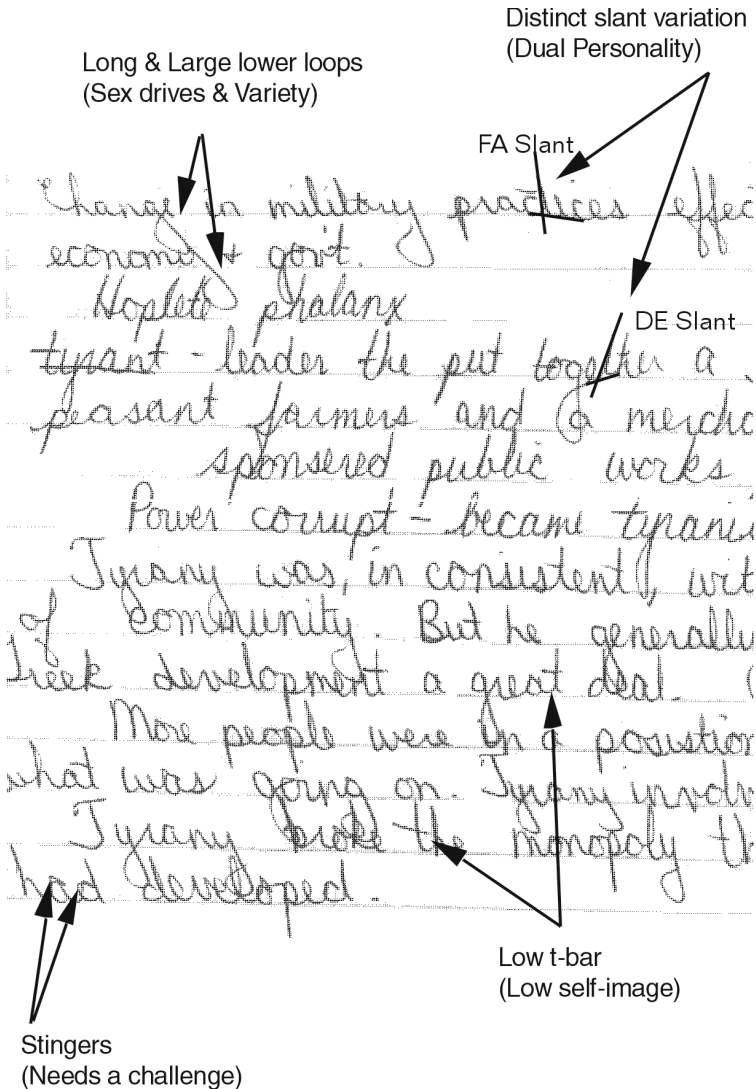 Distinct slant variation
(Dual Personality)
Long & Large lower loops
(Sex drives & Variety)
FA Slant
Change in military practices effec
economi & gov't.
Hoplete phalanx
DE Slant
tyrant - leader the put together a
peasant farmers and a mercha
sponsered public works
Power corrupt - became tyrani
Tyrany was in consistent, wit
of community. But he generally
Greek development a great deal.
More people were in a posistion
what was going on. Tyrany involv
Tyrany broke the monopoly th
had developed.
Low t-bar
(Low self-image)
Stingers
(Needs a challenge)